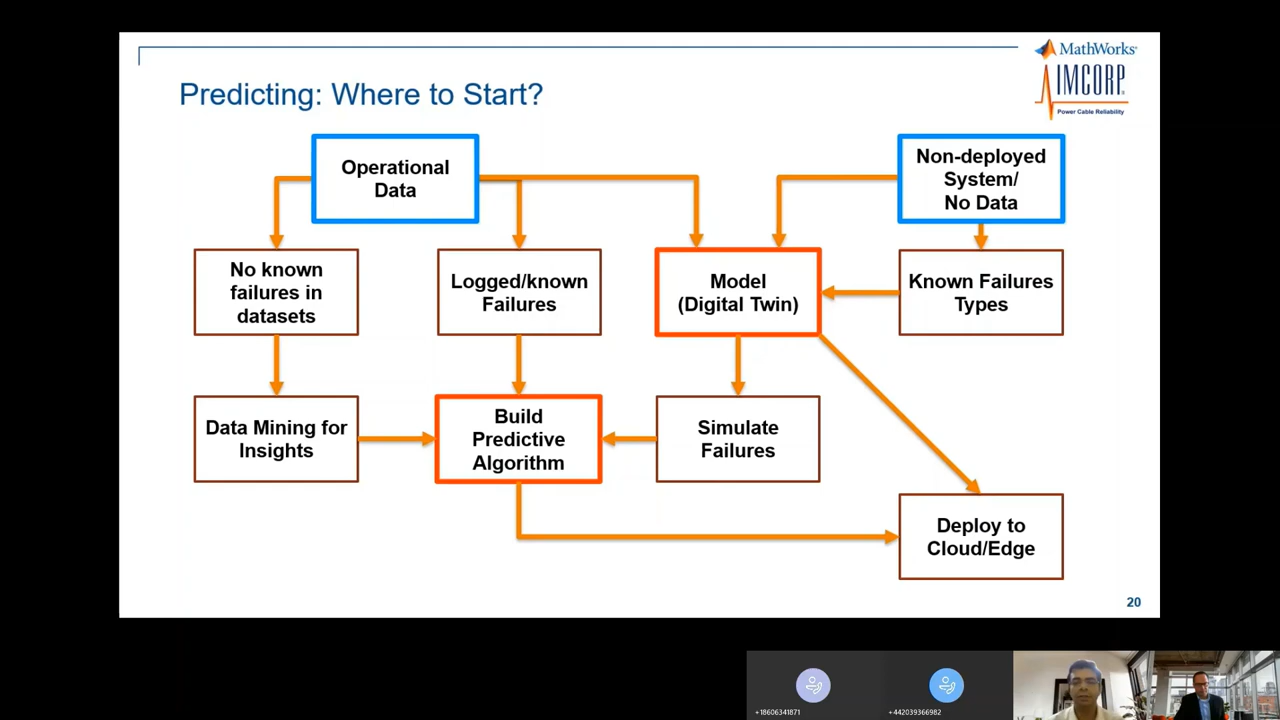 MathWorks®
IMCORP®
Power Cable Reliability
Predicting: Where to Start?
Operational
Data
Non-deployed
System/
No Data
No known
failures in
datasets
Logged/known
Failures
Model
(Digital Twin)
Known Failures
Types
Data Mining for
Insights
Build
Predictive
Algorithm
Simulate
Failures
Deploy to
Cloud/Edge
20
+18606341871
+442039366982